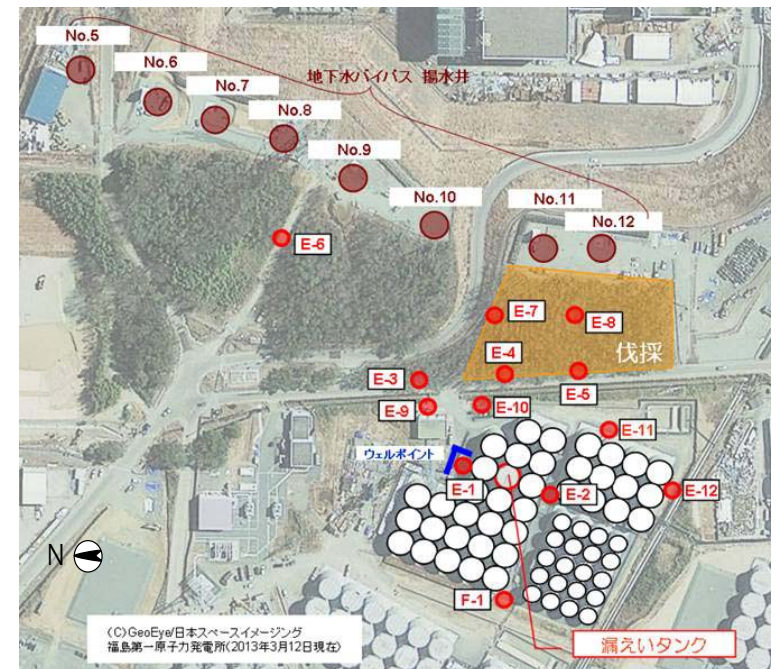 No.5
No.6
No.7
地下水バイパス 揚水井
No.8
No.9
No.10
No.11
No.12
E-6
E-7
E-8
伐採
E-4
E-3
E-5
E-9
E-10
E-11
ウェルポイント
E-1
E-2
E-12
N
F-1
(C)GeoEye/日本スペースイメージング
福島第一原子力発電所(2013年3月12日現在)
漏えいタンク